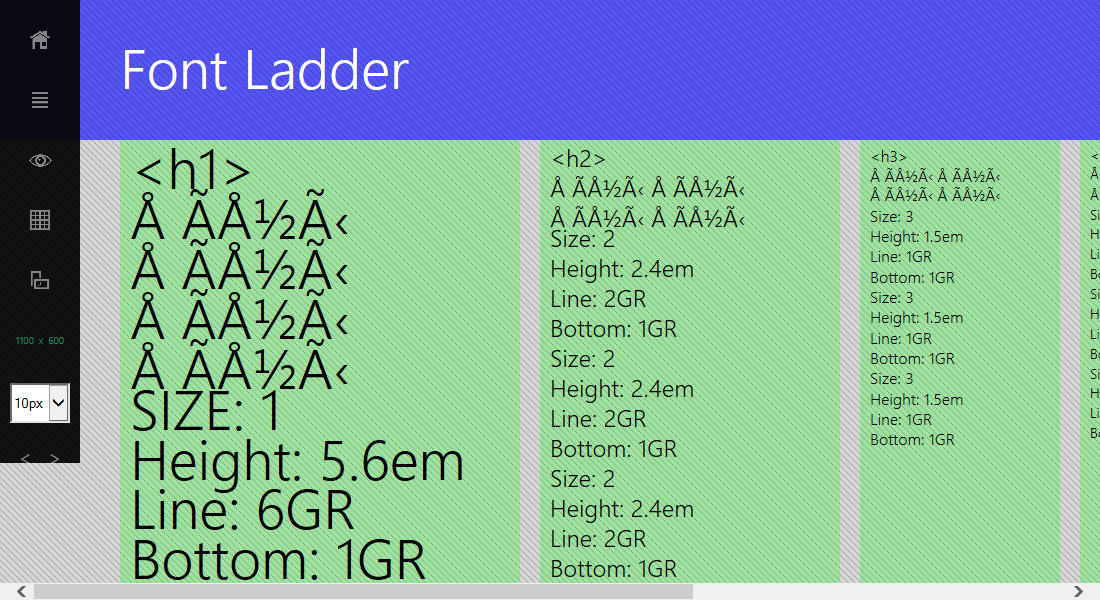 Font Ladder
1100 x 600
10px
<h1>
Å ÃÅ½Ã‹
Å ÃÅ½Ã‹
Å ÃÅ½Ã‹
Å ÃÅ½Ã‹
SIZE: 1
Height: 5.6em
Line: 6GR
Bottom: 1GR
<h2>
Å ÃÅ½Ã‹ Å ÃÅ½Ã‹
Å ÃÅ½Ã‹ Å ÃÅ½Ã‹
Size: 2
Height: 2.4em
Line: 2GR
Bottom: 1GR
Size: 2
Height: 2.4em
Line: 2GR
Bottom: 1GR
Size: 2
Height: 2.4em
Line: 2GR
Bottom: 1GR
<h3>
Å ÃÅ½Ã‹ Å ÃÅ½Ã‹
Å ÃÅ½Ã‹ Å ÃÅ½Ã‹
Size: 3
Height: 1.5em
Line: 1GR
Bottom: 1GR
Size: 3
Height: 1.5em
Line: 1GR
Bottom: 1GR
Size: 3
Height: 1.5em
Line: 1GR
Bottom: 1GR